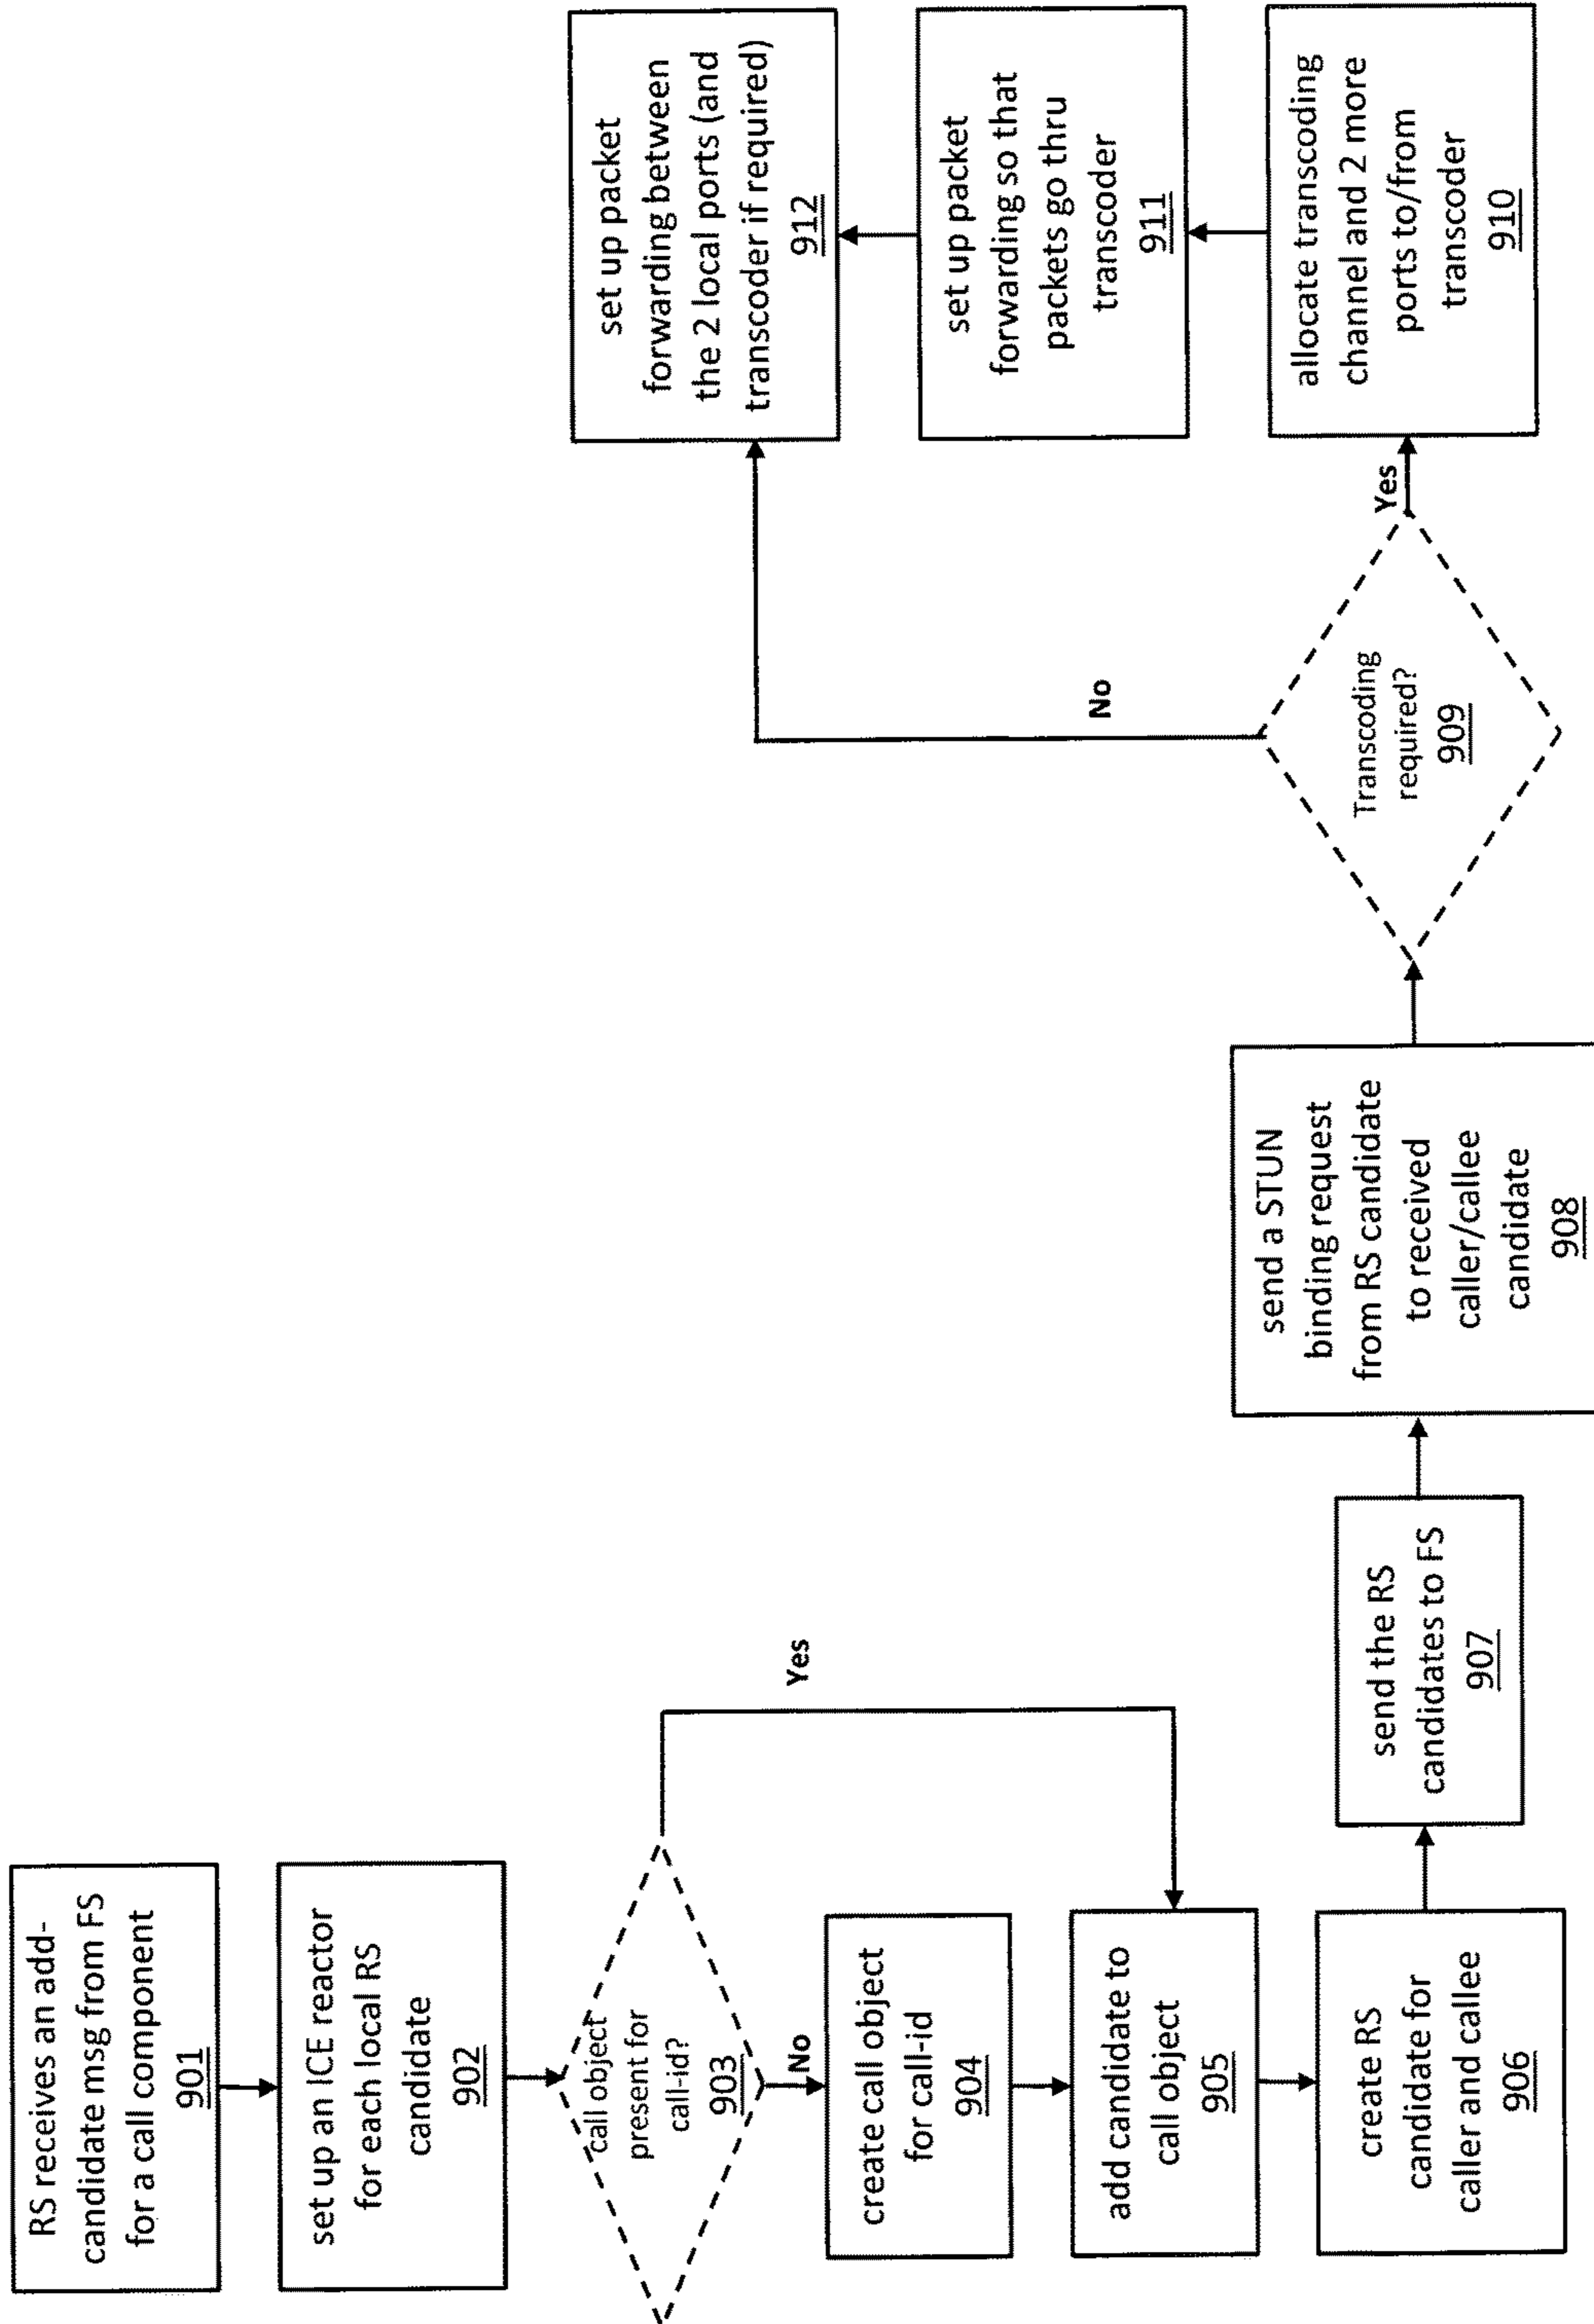 RS receives an add-
candidate msg from FS
for a call component
901
set up an ICE reactor
for each local RS
candidate
902
call object
present for
call-id?
903
Yes
No
create call object
for call-id
904
add candidate to
call object
905
create RS
candidate for
caller and callee
906
send the RS
candidates to FS
907
send a STUN
binding request
from RS candidate
to received
caller/callee
candidate
908
Transcoding
required?
909
No
Yes
allocate transcoding
channel and 2 more
ports to/from
transcoder
910
set up packet
forwarding so that
packets go thru
transcoder
911
set up packet
forwarding between
the 2 local ports (and
transcoder if required)
912